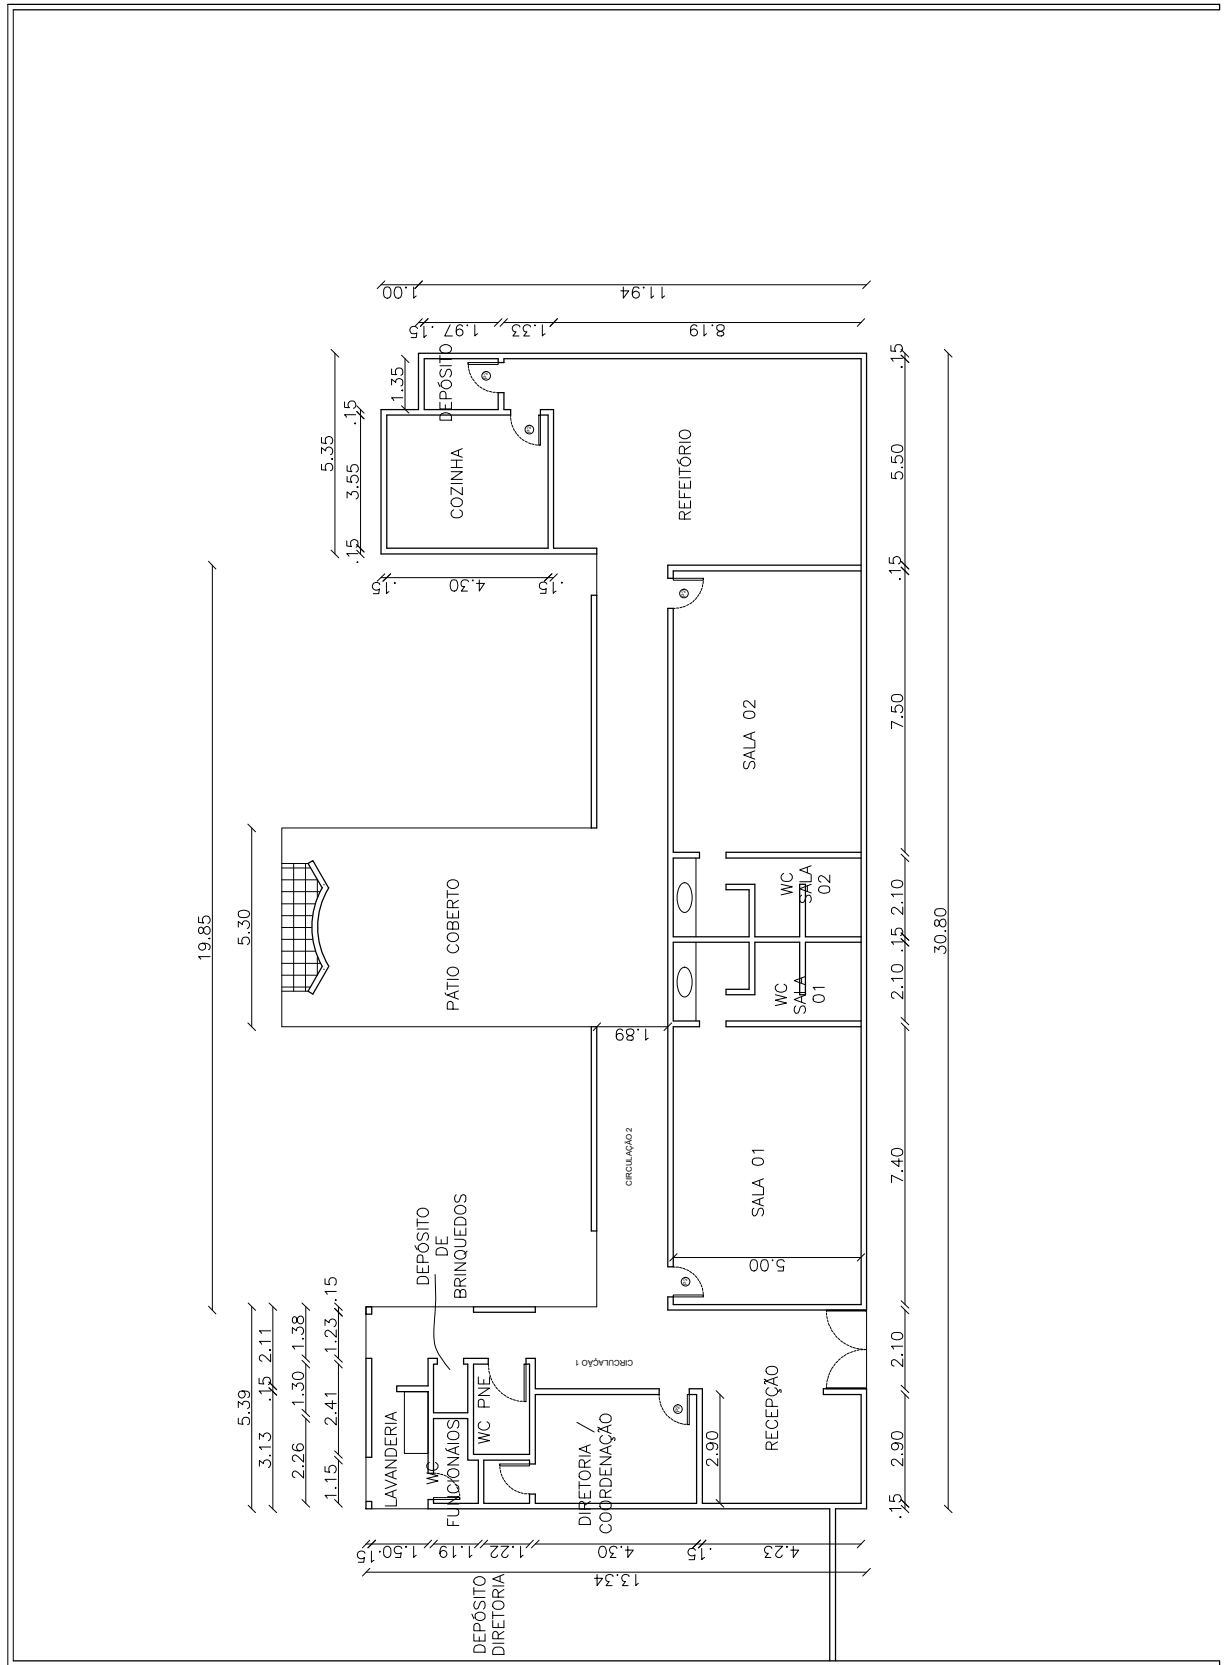 1.00
11.94
.15
1.97
1.33
8.19
DEPÓSITO
1.35
.15
5.35
3.55
.15
.15
4.30
.15
COZINHA
REFEITÓRIO
.15
5.50
.15
7.50
2.10
.15
2.10
7.40
2.10
2.90
.15
30.80
19.85
5.30
PÁTIO COBERTO
SALA 02
WC
SALA
02
WC
SALA
01
1.89
CIRCULAÇÃO 2
SALA 01
5.00
DEPÓSITO
DE
BRINQUEDOS
5.39
2.11
.15
3.13
1.38
1.30
2.26
.15
1.23
2.41
1.15
LAVANDERIA
WC
FUNCIONÁIOS
WC PNE
CIRCULAÇÃO 1
DIRETORIA /
COORDENAÇÃO
2.90
RECEPÇÃO
.15
1.50
1.19
1.22
4.30
.15
4.23
13.34
DEPÓSITO
DIRETORIA